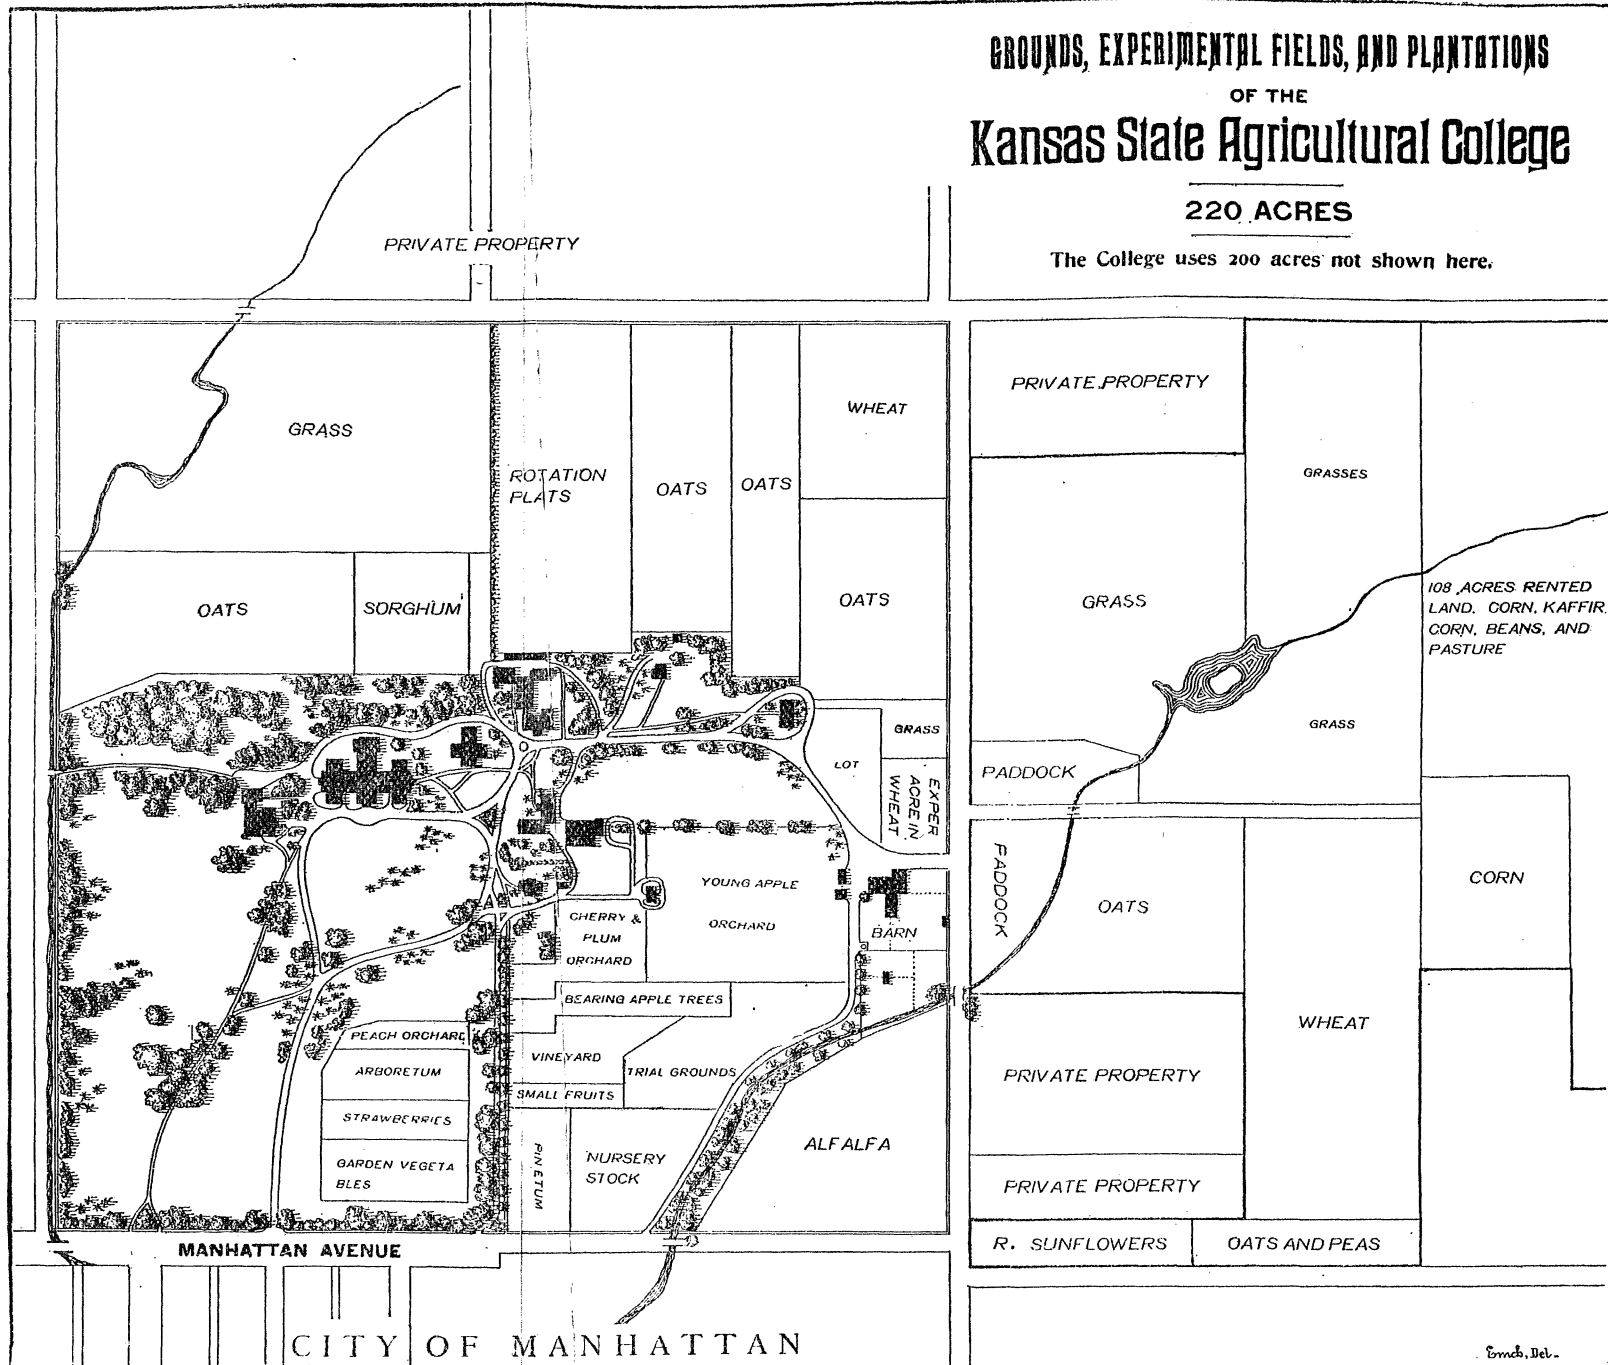 GROUNDS, EXPERIMENTAL FIELDS, AND PLANTATIONS
OF THE
Kansas State Agricultural College
220 ACRES
The College uses 200 acres not shown here.
PRIVATE PROPERTY
GRASS
ROTATION
PLATS
OATS
OATS
WHEAT
OATS
OATS
SORGHUM
PRIVATE PROPERTY
GRASSES
GRASS
108 ACRES RENTED
LAND. CORN, KAFFIR
CORN, BEANS, AND
PASTURE
GRASS
GRASS
LOT
PADDOCK
EXPER
ACRE IN
WHEAT
PADDOCK
OATS
CORN
YOUNG APPLE
ORCHARD
CHERRY &
PLUM
ORCHARD
BARN
BEARING APPLE TREES
PEACH ORCHARD
VINEYARD
TRIAL GROUNDS
ARBORETUM
SMALL FRUITS
STRAWBERRIES
GARDEN VEGETA
BLES
PINETUM
NURSERY
STOCK
ALFALFA
WHEAT
PRIVATE PROPERTY
PRIVATE PROPERTY
R. SUNFLOWERS
OATS AND PEAS
MANHATTAN AVENUE
CITY OF MANHATTAN
Emch, Del.